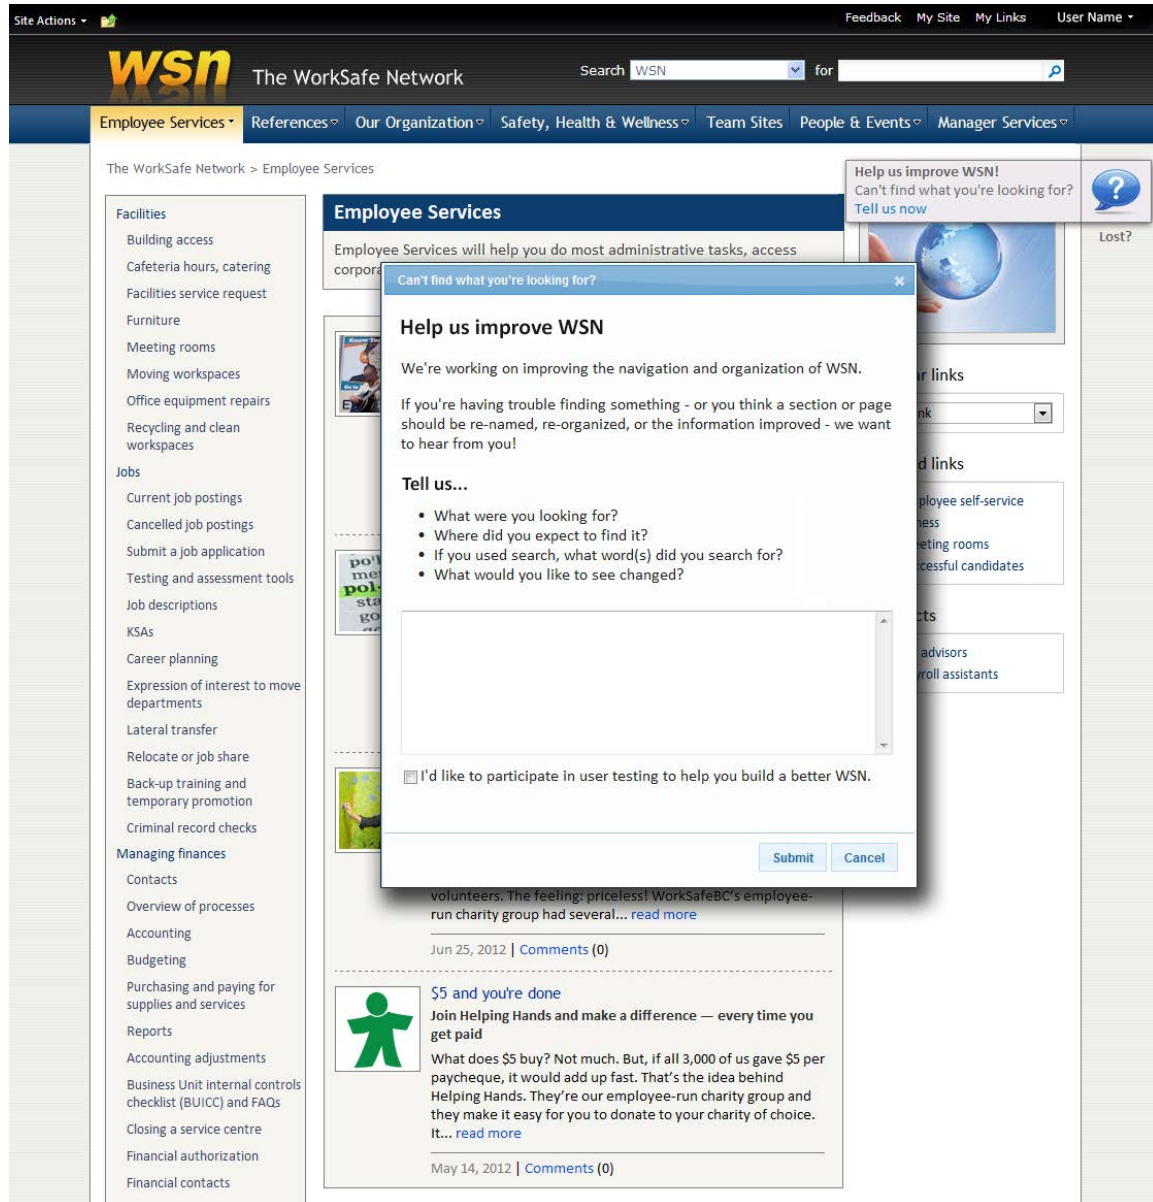 Site Actions
Feedback My Site My Links User Name
wsn The WorkSafe Network
Search WSN for
Employee Services References Our Organization Safety, Health & Wellness Team Sites People & Events Manager Services
The WorkSafe Network > Employee Services
Help us improve WSN!
Can't find what you're looking for?
Tell us now
Lost?
Facilities
Building access
Cafeteria hours, catering
Facilities service request
Furniture
Meeting rooms
Moving workspaces
Office equipment repairs
Recycling and clean
workspaces
Jobs
Current job postings
Cancelled job postings
Submit a job application
Testing and assessment tools
Job descriptions
KSAs
Career planning
Expression of interest to move
departments
Lateral transfer
Relocate or job share
Back-up training and
temporary promotion
Criminal record checks
Managing finances
Contacts
Overview of processes
Accounting
Budgeting
Purchasing and paying for
supplies and services
Reports
Accounting adjustments
Business Unit internal controls
checklist (BUICC) and FAQs
Closing a service centre
Financial authorization
Financial contacts
Employee Services
Employee Services will help you do most administrative tasks, access
Can't find what you're looking for?
Help us improve WSN
We're working on improving the navigation and organization of WSN.
If you're having trouble finding something - or you think a section or page
should be re-named, re-organized, or the information improved - we want
to hear from you!
Tell us...
• What were you looking for?
• Where did you expect to find it?
• If you used search, what word(s) did you search for?
• What would you like to see changed?
I'd like to participate in user testing to help you build a better WSN.
Submit Cancel
volunteers. The feeling: priceless! WorkSafeBC's employee-
run charity group had several... read more
Jun 25, 2012 | Comments (0)
$5 and you're done
Join Helping Hands and make a difference — every time you
get paid
What does $5 buy? Not much. But, if all 3,000 of us gave $5 per
paycheque, it would add up fast. That's the idea behind
Helping Hands. They're our employee-run charity group and
they make it easy for you to donate to your charity of choice.
It... read more
May 14, 2012 | Comments (0)
links
links
self-service
rooms
candidates
advisors
assistants